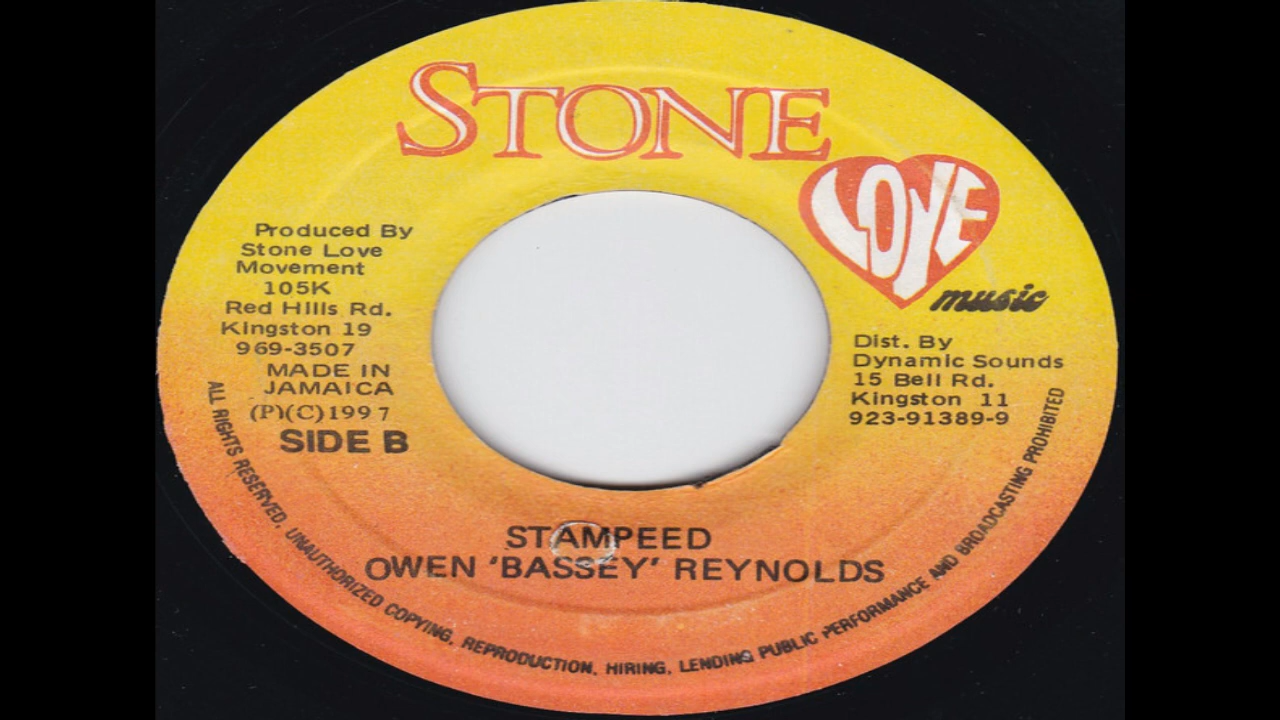 STONE
LOVE
music
Produced By
Stone Love
Movement
105K
Red Hills Rd.
Kingston 19
969-3507
MADE IN
JAMAICA
(P)(C)1997
SIDE B
Dist. By
Dynamic Sounds
15 Bell Rd.
Kingston 11
923-91389-9
STAMPEED
OWEN 'BASSEY' REYNOLDS
ALL RIGHTS RESERVED, UNAUTHORIZED COPYING, REPRODUCTION, HIRING, LENDING PUBLIC PERFORMANCE AND BROADCASTING PROHIBITED